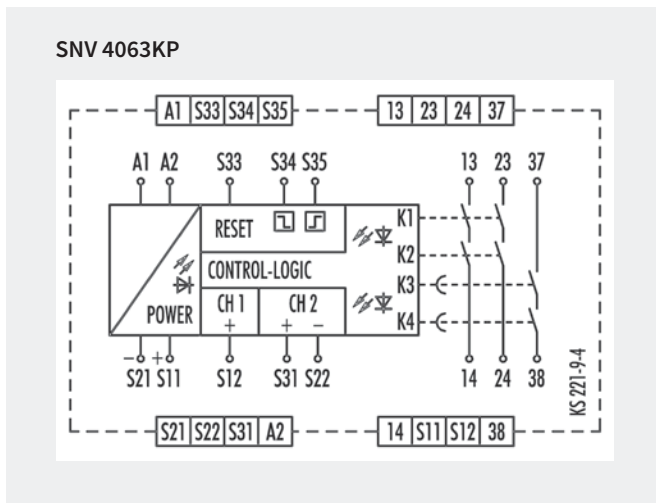 SNV 4063KP
A1 S33 S34 S35 13 23 24 37
A1 A2 S33 S34 S35 13 23 37
RESET K1
K2
CONTROL-LOGIC
K3
POWER CH 1 CH 2
+ + − K4
− +
S21 S11 S12 S31 S22 14 24 38
KS 221-9-4
S21 S22 S31 A2 14 S11 S12 38